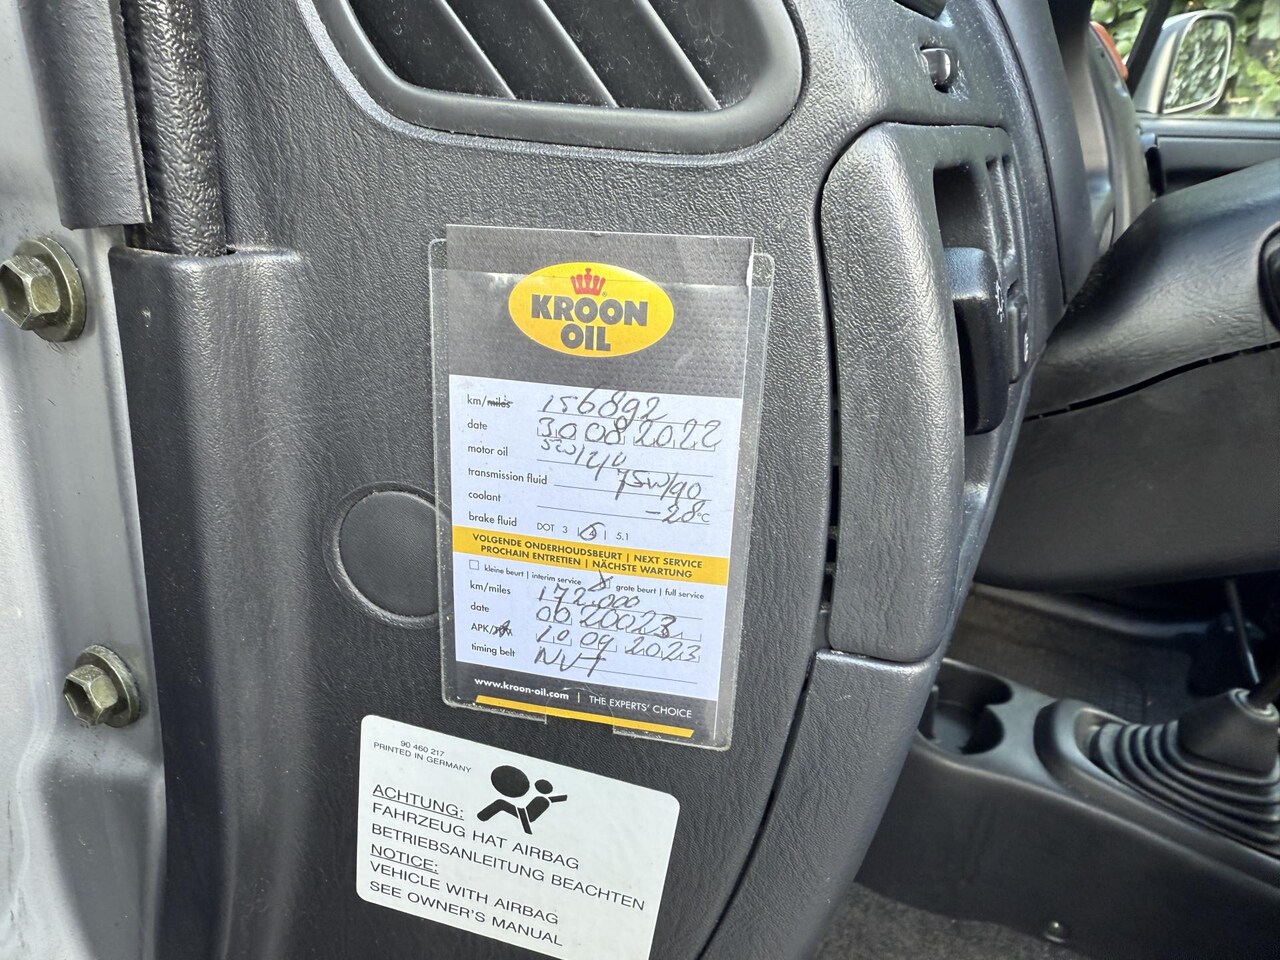 KROON
OIL
km/miles 156892
date 30 08 2022
motor oil 5W/40
transmission fluid 75W/90
coolant -28 °C
brake fluid DOT 3 | 4 | 5.1
VOLGENDE ONDERHOUDSBEURT | NEXT SERVICE
PROCHAIN ENTRETIEN | NÄCHSTE WARTUNG
kleine beurt | interim service grote beurt | full service
km/miles 172.000
date
APK/ 10 09 2023
timing belt NVT
www.kroon-oil.com | THE EXPERTS' CHOICE
90 460 217
PRINTED IN GERMANY
ACHTUNG:
FAHRZEUG HAT AIRBAG
BETRIEBSANLEITUNG BEACHTEN
NOTICE:
VEHICLE WITH AIRBAG
SEE OWNER'S MANUAL